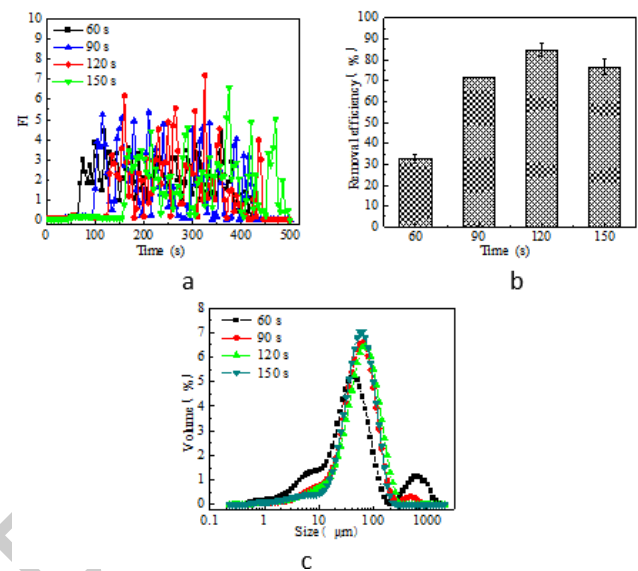 60 s
90 s
120 s
150 s
10
9
8
7
6
5
4
3
2
1
0
FI
0 100 200 300 400 500
Time (s)
a
100
90
80
70
60
50
40
30
20
10
0
Removal efficiency( %)
60 90 120 150
Time (s)
b
8
7
6
5
4
3
2
1
0
Volume ( %)
60 s
90 s
120 s
150 s
0.1 1 10 100 1000
Size ( μm)
c